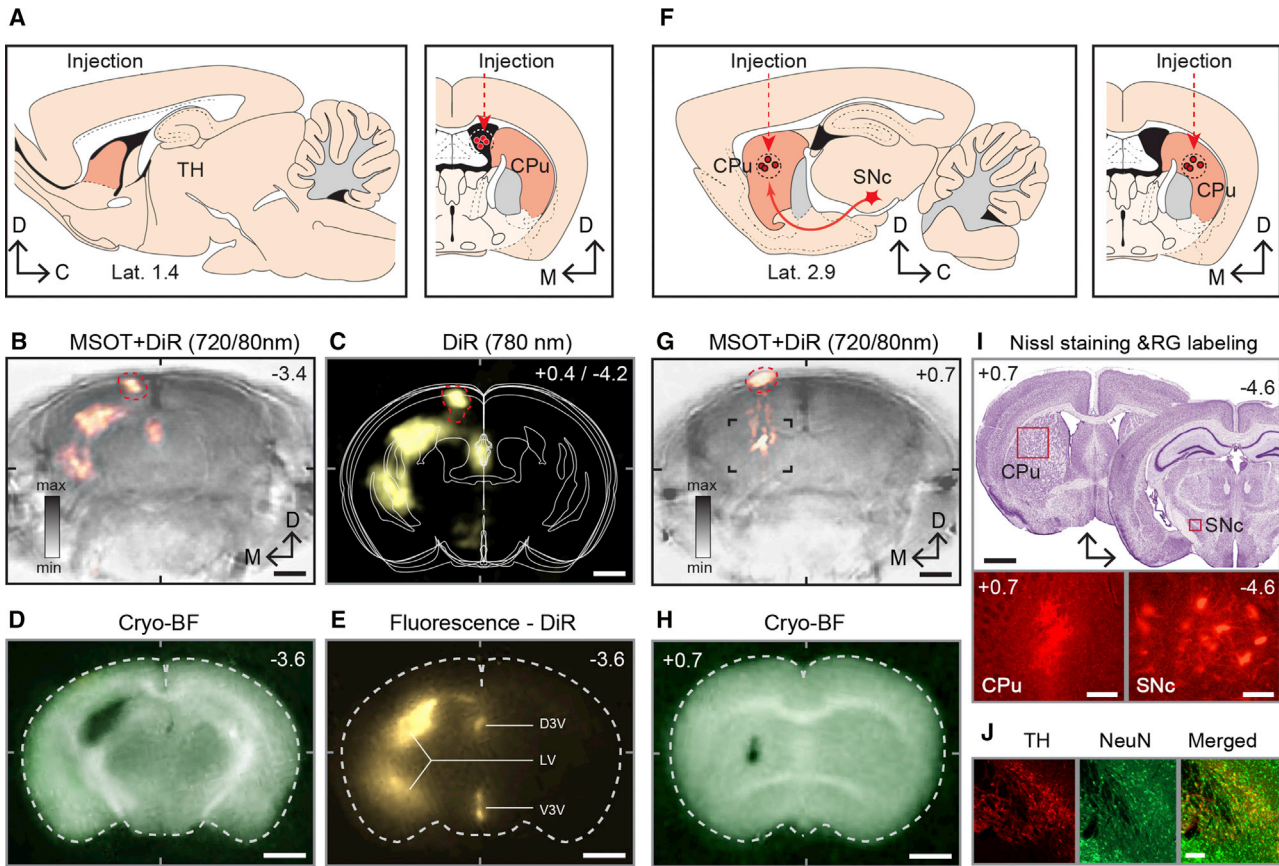 A
F
Injection
Injection
Injection
Injection
TH
CPu
CPu
SNc
CPu
D
C
Lat. 1.4
D
M
Lat. 2.9
D
C
D
M
B
MSOT+DiR (720/80nm)
C
DiR (780 nm)
G
MSOT+DiR (720/80nm)
I
Nissl staining &RG labeling
-3.4
+0.4 / -4.2
+0.7
+0.7
-4.6
CPu
SNc
max
min
D
M
max
min
D
M
+0.7
-4.6
CPu
SNc
D
Cryo-BF
E
Fluorescence - DiR
H
Cryo-BF
-3.6
-3.6
+0.7
D3V
LV
V3V
J
TH
NeuN
Merged